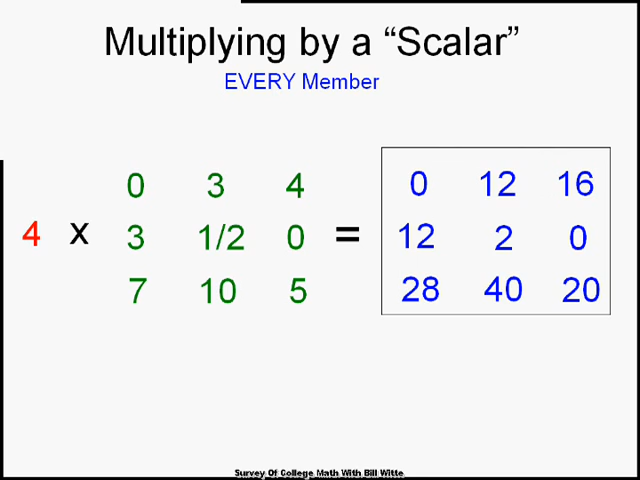 Multiplying by a “Scalar”
EVERY Member
0 3 4 0 12 16
4 x 3 1/2 0 = 12 2 0
7 10 5 28 40 20
Survey Of College Math With Bill Witte